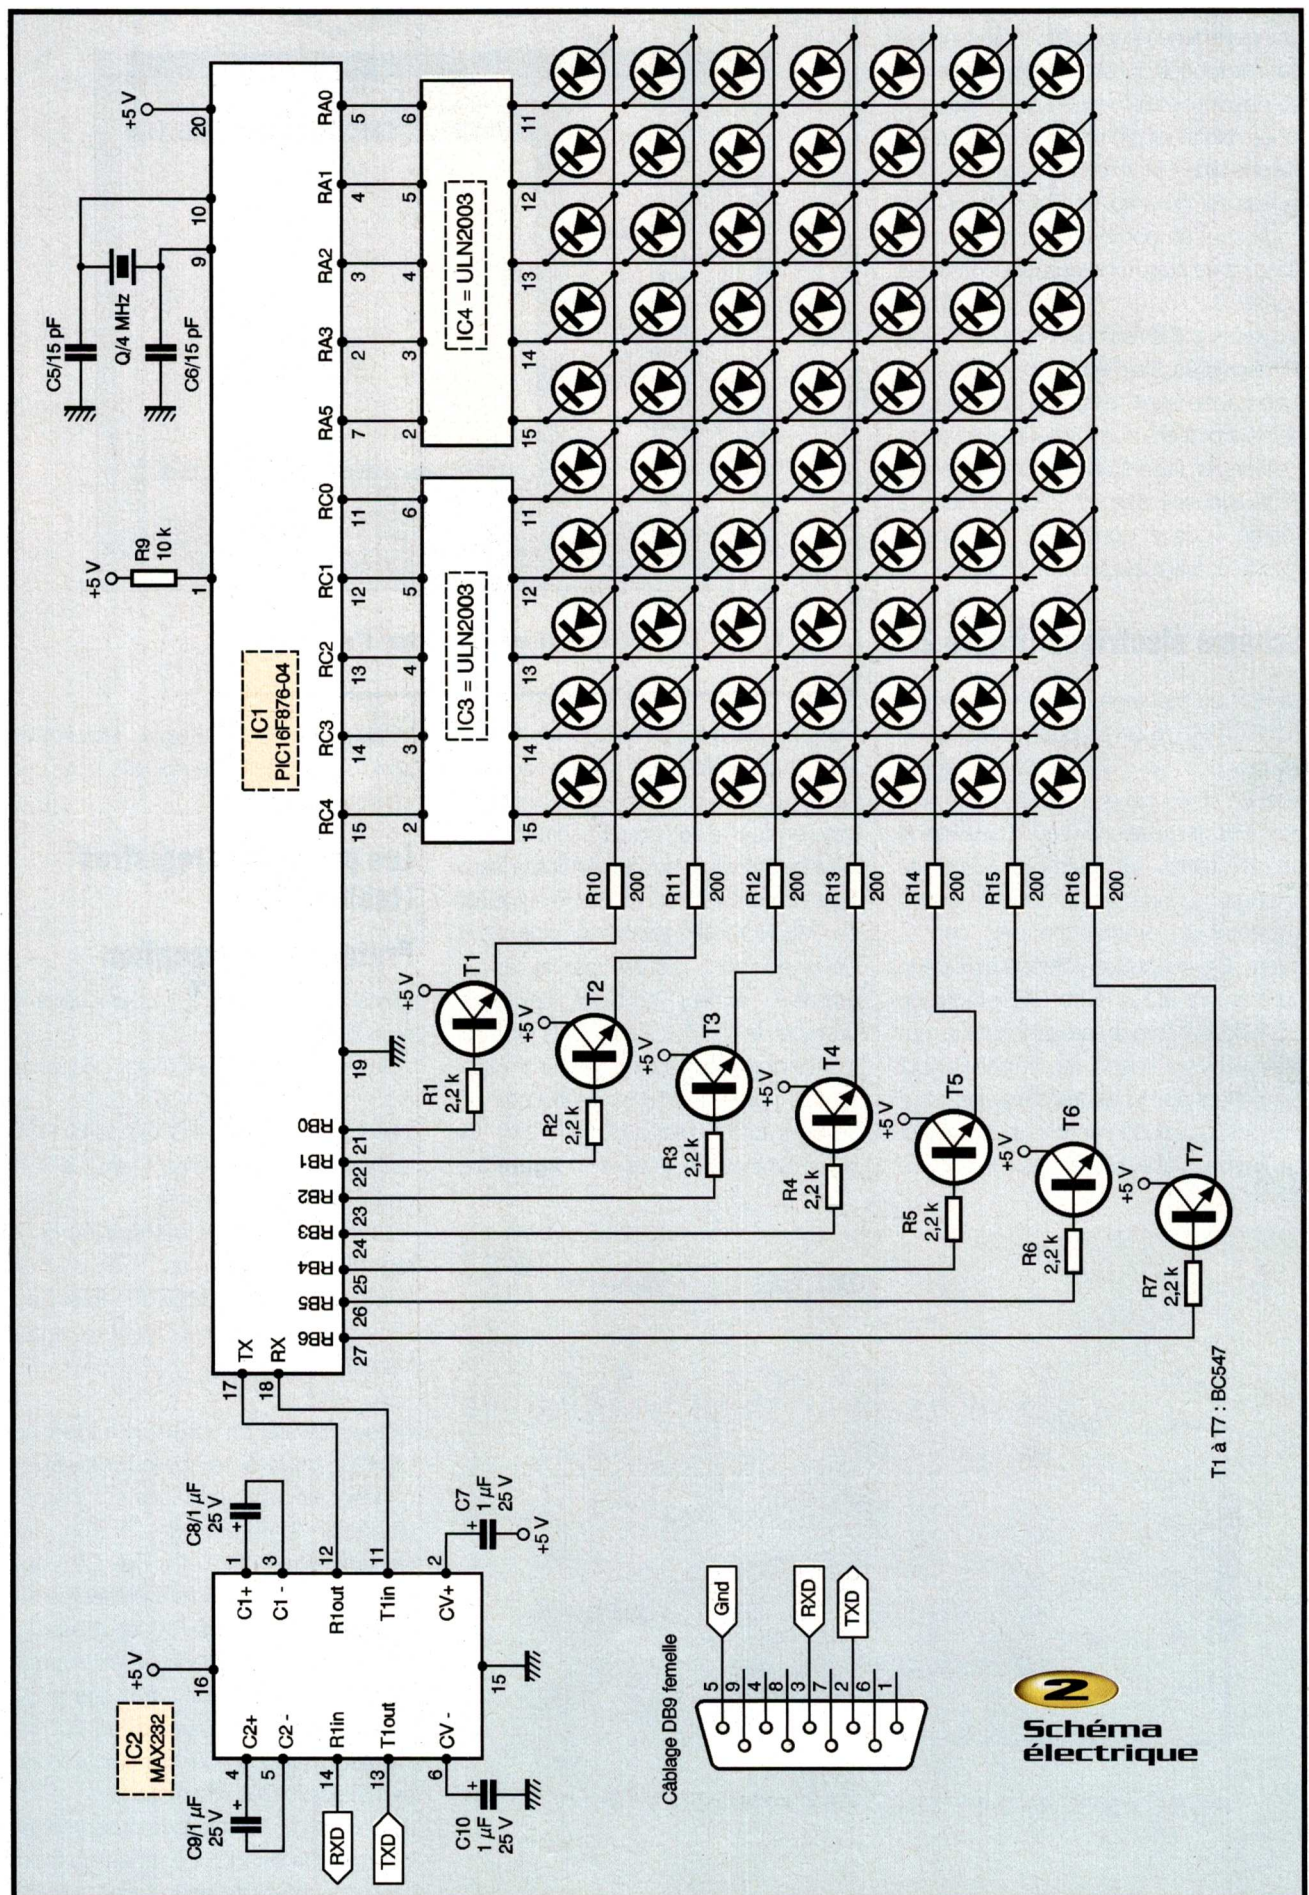 +5 V
20
10
9
C5/15 pF
Q/4 MHz
C6/15 pF
+5 V
R9
10 k
1
IC1
PIC16F876-04
RA0
5
6
11
RA1
4
5
12
RA2
3
4
13
IC4 = ULN2003
RA3
2
3
14
RA5
7
2
15
RC0
11
6
11
RC1
12
5
12
RC2
13
4
13
IC3 = ULN2003
RC3
14
3
14
RC4
15
2
15
R10
200
R11
200
R12
200
R13
200
R14
200
R15
200
R16
200
+5 V
T1
+5 V
T2
+5 V
T3
+5 V
T4
+5 V
T5
+5 V
T6
+5 V
T7
19
R1
2,2 k
R2
2,2 k
R3
2,2 k
R4
2,2 k
R5
2,2 k
R6
2,2 k
R7
2,2 k
RB0
21
RB1
22
RB2
23
RB3
24
RB4
25
RB5
26
RB6
27
TX
RX
17
18
T1 à T7 : BC547
C8/1 µF
25 V
+
1
3
12
11
2
+
C7
1 µF
25 V
+5 V
C1+
C1 -
R1out
T1in
CV+
+5 V
16
15
IC2
MAX232
C2+
C2 -
R1in
T1out
CV -
4
5
14
13
6
C9/1 µF
25 V
+
RXD
TXD
+
C10
1 µF
25 V
Câblage DB9 femelle
Gnd
RXD
TXD
5
9
4
8
3
7
2
6
1
2
Schéma
électrique